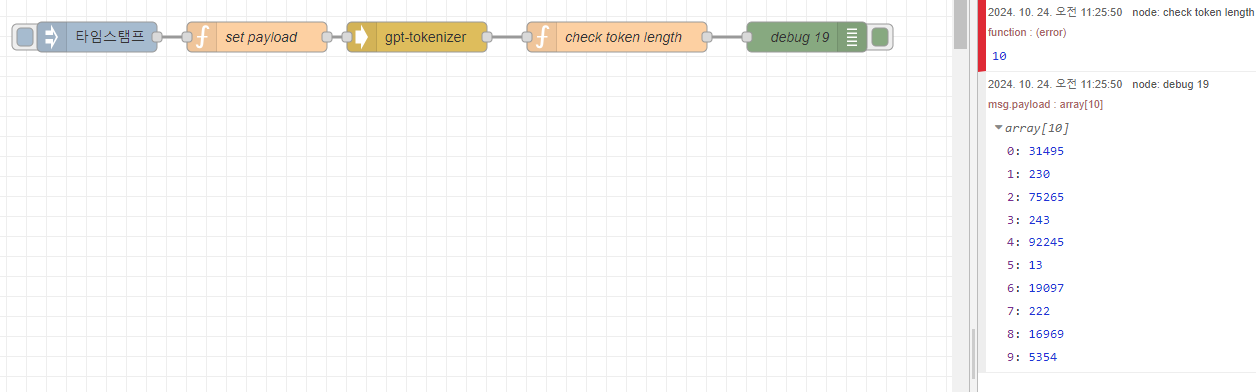 타임스탬프
set payload
gpt-tokenizer
check token length
debug 19
2024. 10. 24. 오전 11:25:50 node: check token length
function : (error)
10
2024. 10. 24. 오전 11:25:50 node: debug 19
msg.payload : array[10]
array[10]
0: 31495
1: 230
2: 75265
3: 243
4: 92245
5: 13
6: 19097
7: 222
8: 16969
9: 5354